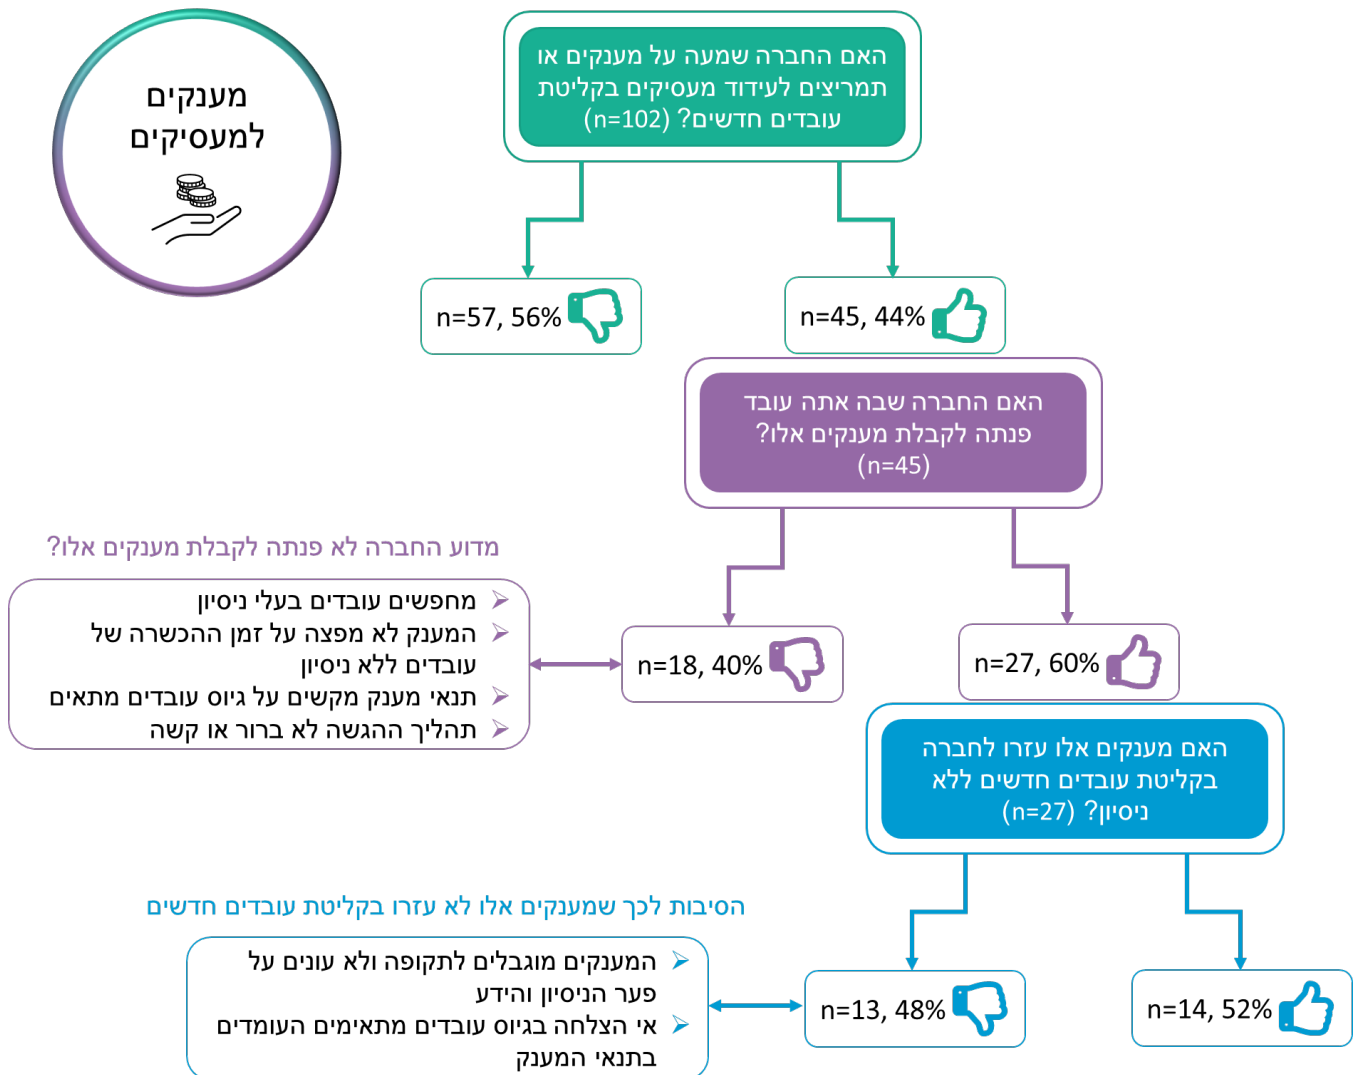 מענקים
למעסיקים
האם החברה שמעה על מענקים או
תמריצים לעידוד מעסיקים בקליטת
עובדים חדשים? (n=102)
n=45, 44%
n=57, 56%
האם החברה שבה אתה עובד
פנתה לקבלת מענקים אלו?
(n=45)
n=27, 60%
n=18, 40%
מדוע החברה לא פנתה לקבלת מענקים אלו?
מחפשים עובדים בעלי ניסיון
המענק לא מפצה על זמן ההכשרה של
עובדים ללא ניסיון
תנאי מענק מקשים על גיוס עובדים מתאים
תהליך ההגשה לא ברור או קשה
האם מענקים אלו עזרו לחברה
בקליטת עובדים חדשים ללא
ניסיון? (n=27)
n=14, 52%
n=13, 48%
הסיבות לכך שמענקים אלו לא עזרו בקליטת עובדים חדשים
המענקים מוגבלים לתקופה ולא עונים על
פער הניסיון והידע
אי הצלחה בגיוס עובדים מתאימים העומדים
בתנאי המענק